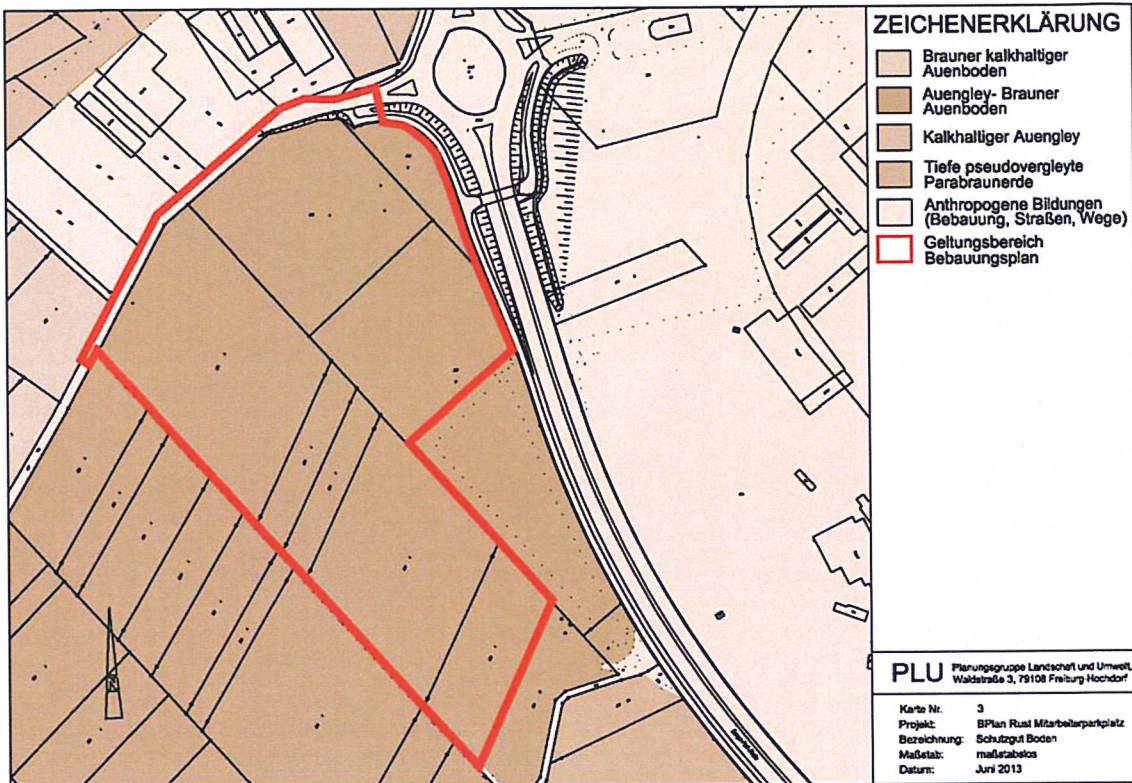 ZEICHENERKLÄRUNG
Brauner kalkhaltiger
Auenboden
Auengley- Brauner
Auenboden
Kalkhaltiger Auengley
Tiefe pseudovergleyte
Parabraunerde
Anthropogene Bildungen
(Bebauung, Straßen, Wege)
Geltungsbereich
Bebauungsplan
PLU Planungsgruppe Landschaft und Umwelt,
Waldstraße 3, 79108 Freiburg-Hochdorf
Karte Nr. 3
Projekt: BPlan Rust Mitarbeiterparkplatz
Bezeichnung: Schutzgut Boden
Maßstab: maßstabslos
Datum: Juni 2013